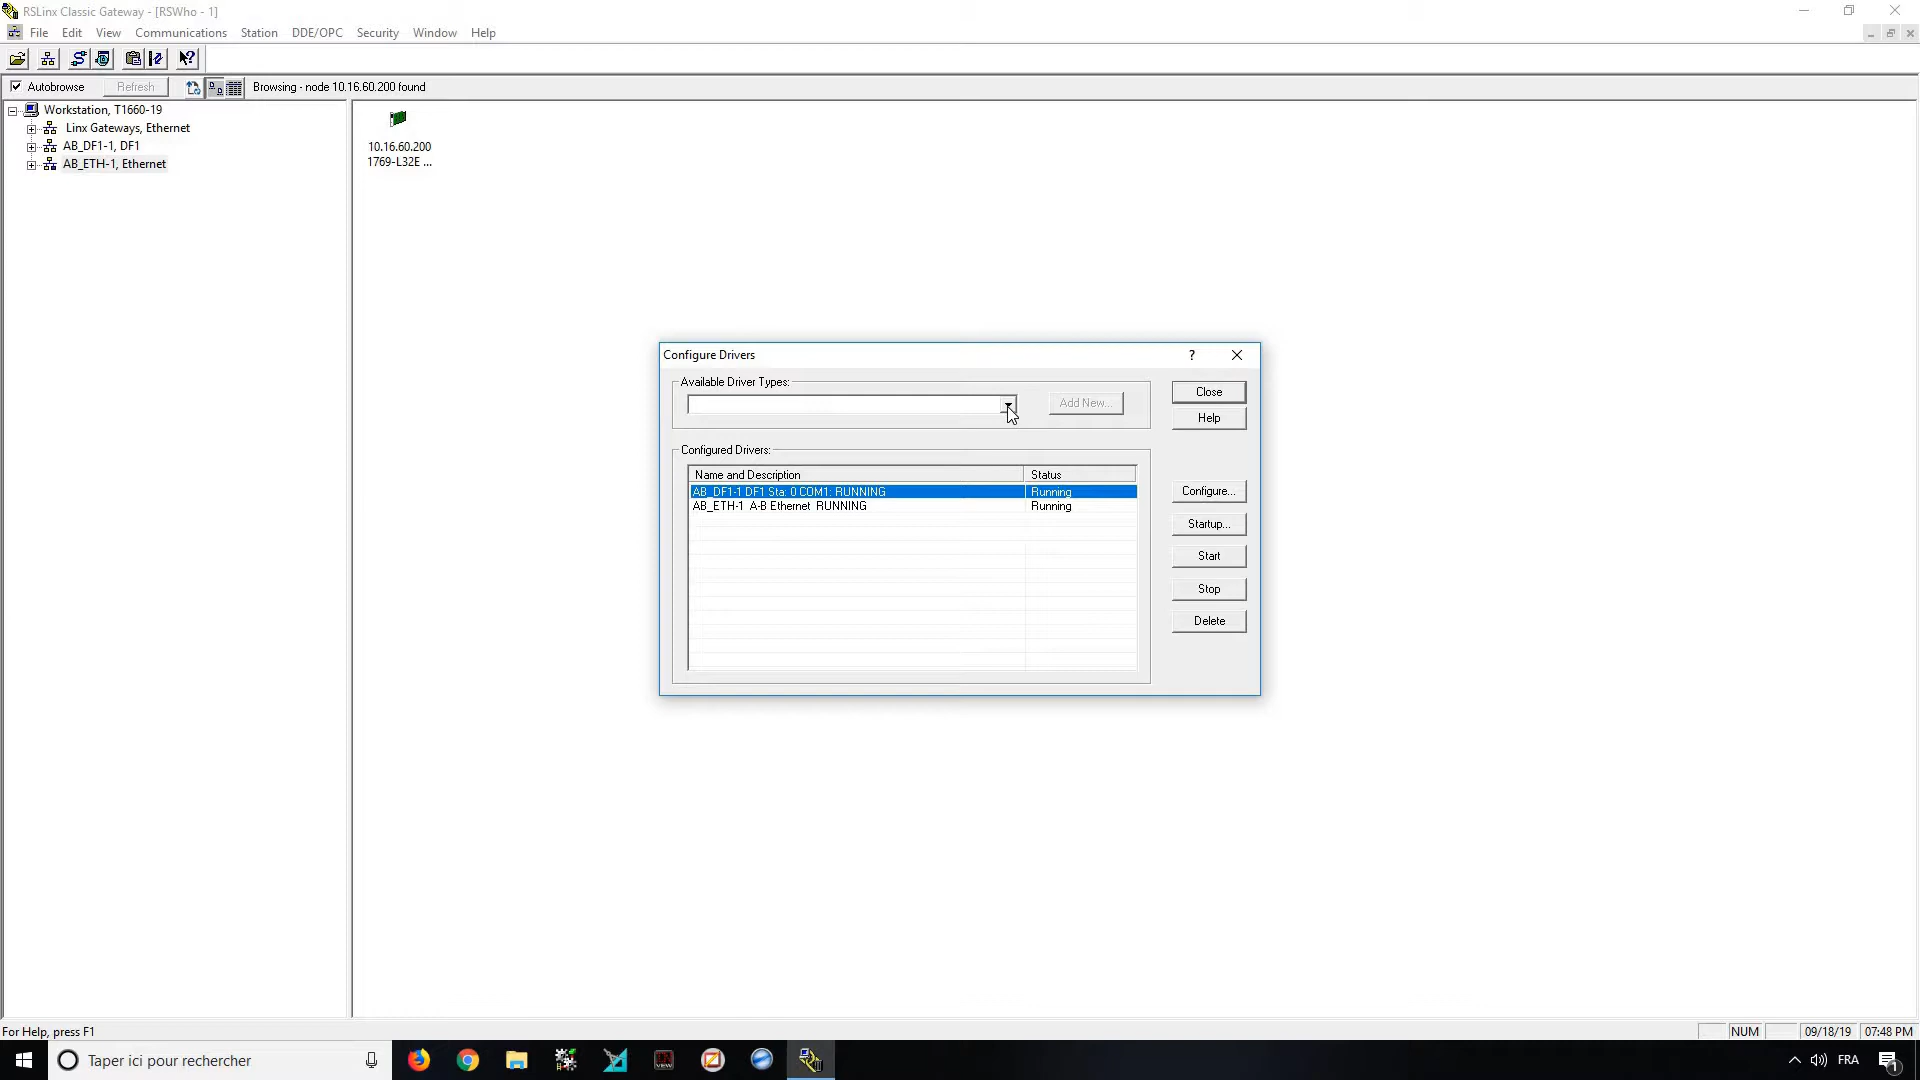 RSLinx Classic Gateway - [RSWho - 1]
File Edit View Communications Station DDE/OPC Security Window Help
Autobrowse Refresh Browsing - node 10.16.60.200 found
Workstation, T1660-19
Linx Gateways, Ethernet
AB_DF1-1, DF1
AB_ETH-1, Ethernet
10.16.60.200
1769-L32E ...
Configure Drivers
Available Driver Types:
Add New...
Close
Help
Configured Drivers:
Name and Description Status
AB_DF1-1 DF1 Sta: 0 COM1: RUNNING Running
AB_ETH-1 A-B Ethernet RUNNING Running
Configure...
Startup...
Start
Stop
Delete
For Help, press F1
NUM 09/18/19 07:48 PM
Taper ici pour rechercher
VIEW
FRA
1